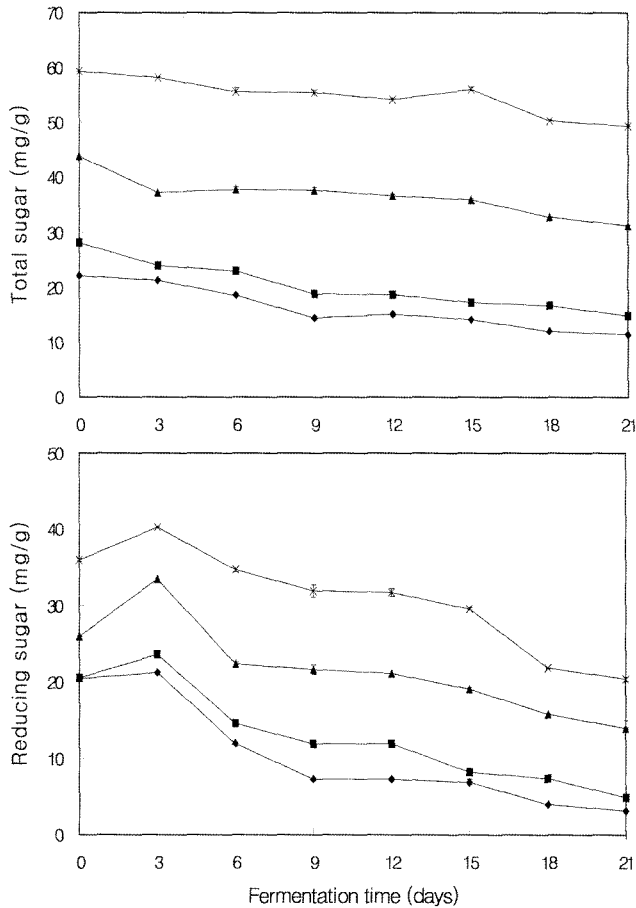 Total sugar (mg/g)
70
60
50
40
30
20
10
0
0 3 6 9 12 15 18 21
Reducing sugar (mg/g)
50
40
30
20
10
0
0 3 6 9 12 15 18 21
Fermentation time (days)